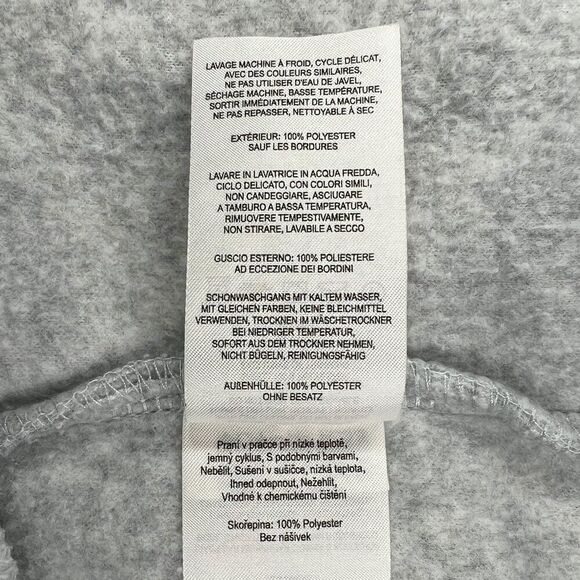 LAVAGE MACHINE À FROID, CYCLE DÉLICAT,
AVEC DES COULEURS SIMILAIRES,
NE PAS UTILISER D'EAU DE JAVEL,
SÉCHAGE MACHINE, BASSE TEMPÉRATURE,
SORTIR IMMÉDIATEMENT DE LA MACHINE,
NE PAS REPASSER, NETTOYABLE À SEC
EXTÉRIEUR: 100% POLYESTER
SAUF LES BORDURES
LAVARE IN LAVATRICE IN ACQUA FREDDA,
CICLO DELICATO, CON COLORI SIMILI,
NON CANDEGGIARE, ASCIUGARE
A TAMBURO A BASSA TEMPERATURA,
RIMUOVERE TEMPESTIVAMENTE,
NON STIRARE, LAVABILE A SECCO
GUSCIO ESTERNO: 100% POLIESTERE
AD ECCEZIONE DEI BORDINI
SCHONWASCHGANG MIT KALTEM WASSER,
MIT GLEICHEN FARBEN, KEINE BLEICHMITTEL
VERWENDEN, TROCKNEN IM WÄSCHETROCKNER
BEI NIEDRIGER TEMPERATUR,
SOFORT AUS DEM TROCKNER NEHMEN,
NICHT BÜGELN, REINIGUNGSFÄHIG
AUßENHÜLLE: 100% POLYESTER
OHNE BESATZ
Praní v pračce při nízké teplotě,
jemný cyklus, S podobnými barvami,
Nebělit, Sušení v sušičce, nízká teplota,
Ihned odepnout, Nežehlit,
Vhodné k chemickému čištění
Skořepina: 100% Polyester
Bez nášivek